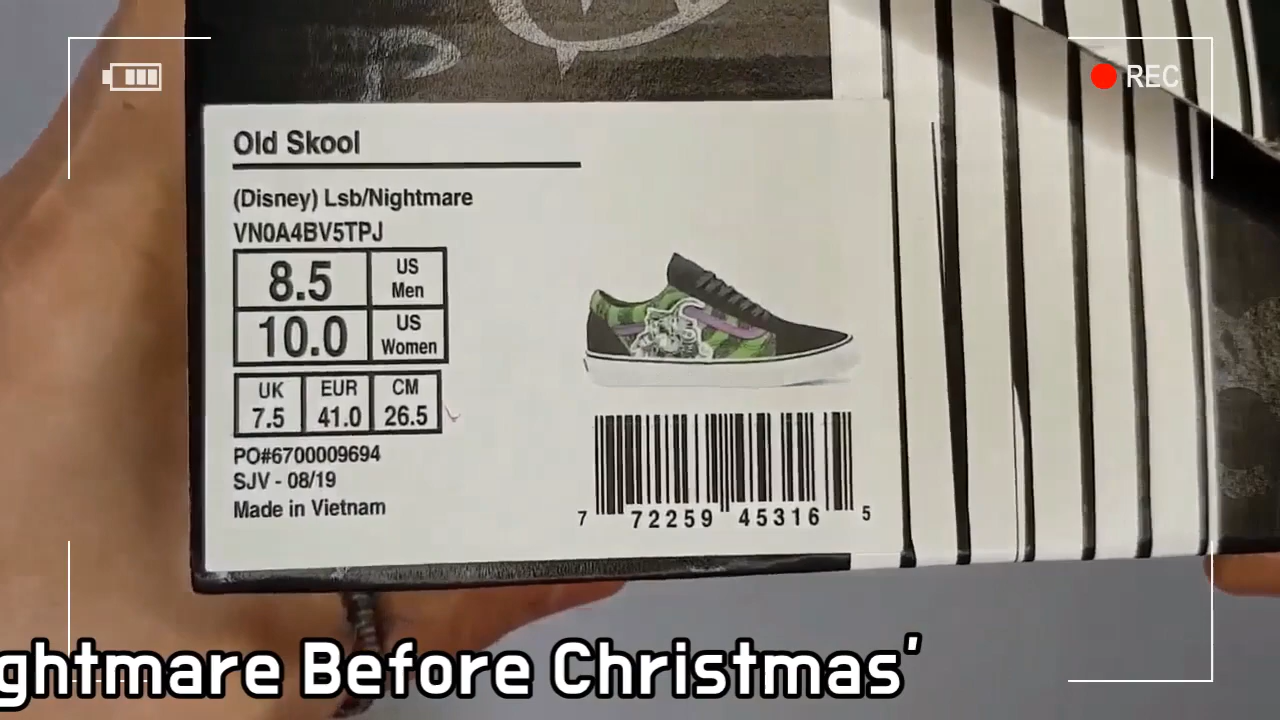 REC
Old Skool
(Disney) Lsb/Nightmare
VN0A4BV5TPJ
8.5 US Men
10.0 US Women
UK EUR CM
7.5 41.0 26.5
PO#6700009694
SJV - 08/19
Made in Vietnam
7 72259 45316 5
ghtmare Before Christmas'